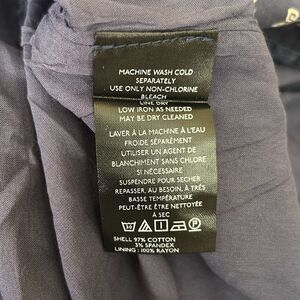 MACHINE WASH COLD
SEPARATELY
USE ONLY NON-CHLORINE
BLEACH
LINE DRY
LOW IRON AS NEEDED
MAY BE DRY CLEANED
LAVER À LA MACHINE À L'EAU
FROIDE SÉPARÉMENT
UTILISER UN AGENT DE
BLANCHIMENT SANS CHLORE
SI NÉCESSAIRE
SUSPENDRE POUR SÉCHER
REPASSER, AU BESOIN, À TRÈS
BASSE TEMPÉRATURE
PEUT-ÊTRE ÊTRE NETTOYÉE
À SEC
SHELL 97% COTTON
3% SPANDEX
LINING : 100% RAYON